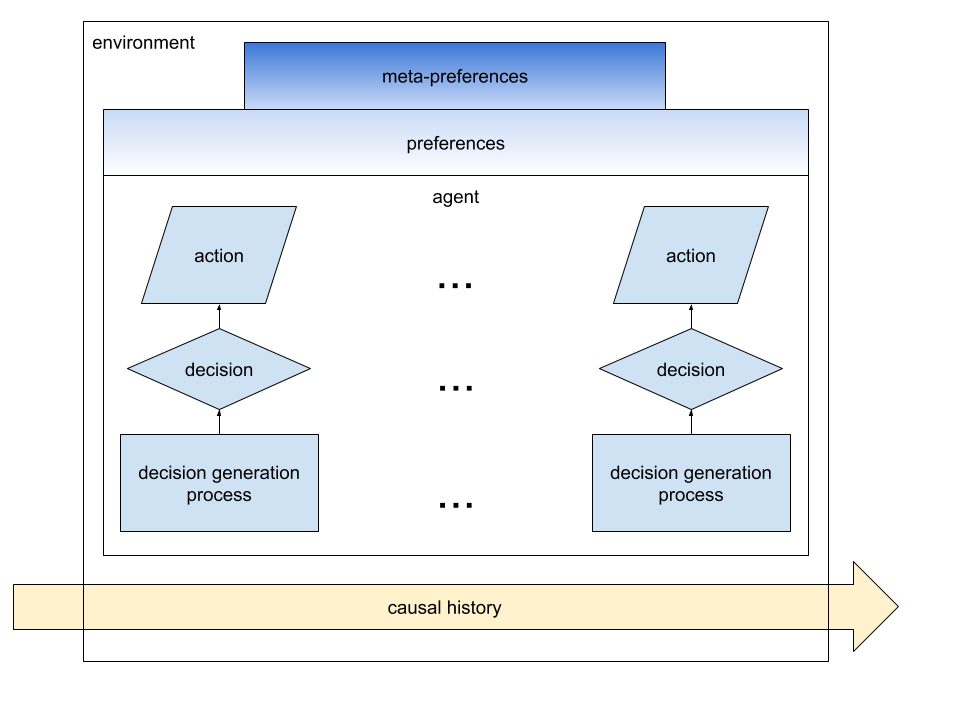 environment
meta-preferences
preferences
agent
action
...
action
decision
...
decision
decision generation
process
...
decision generation
process
causal history